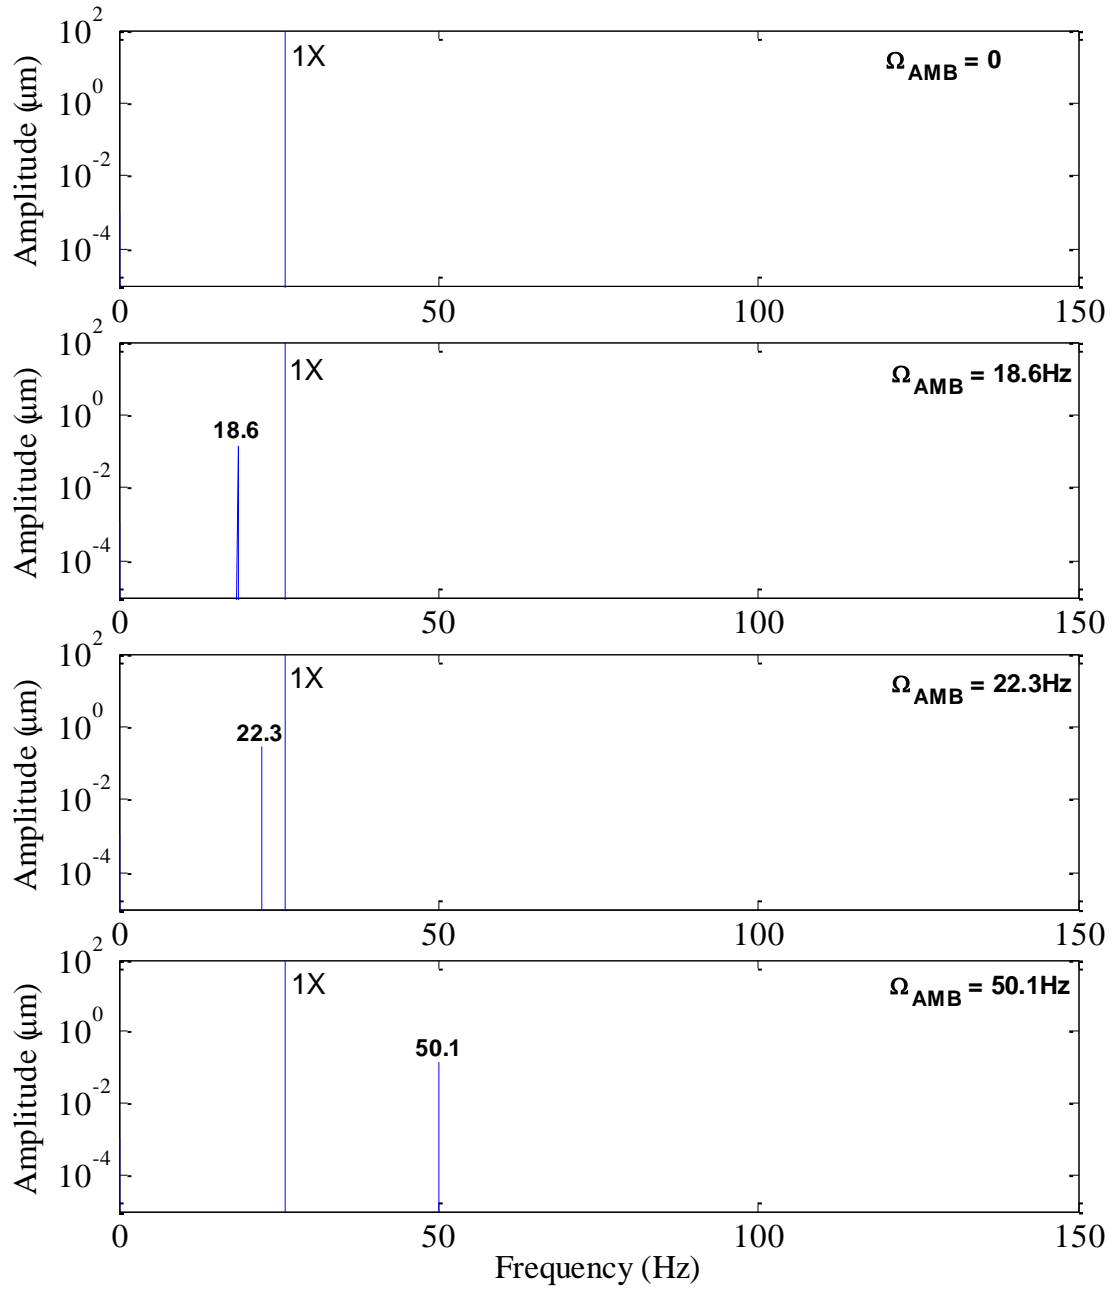 10^2
1X
Ω_AMB = 0
10^0
10^-2
10^-4
Amplitude (µm)
0 50 100 150
10^2
1X
Ω_AMB = 18.6Hz
10^0
18.6
10^-2
10^-4
Amplitude (µm)
0 50 100 150
10^2
1X
Ω_AMB = 22.3Hz
10^0
22.3
10^-2
10^-4
Amplitude (µm)
0 50 100 150
10^2
1X
Ω_AMB = 50.1Hz
10^0
50.1
10^-2
10^-4
Amplitude (µm)
0 50 100 150
Frequency (Hz)